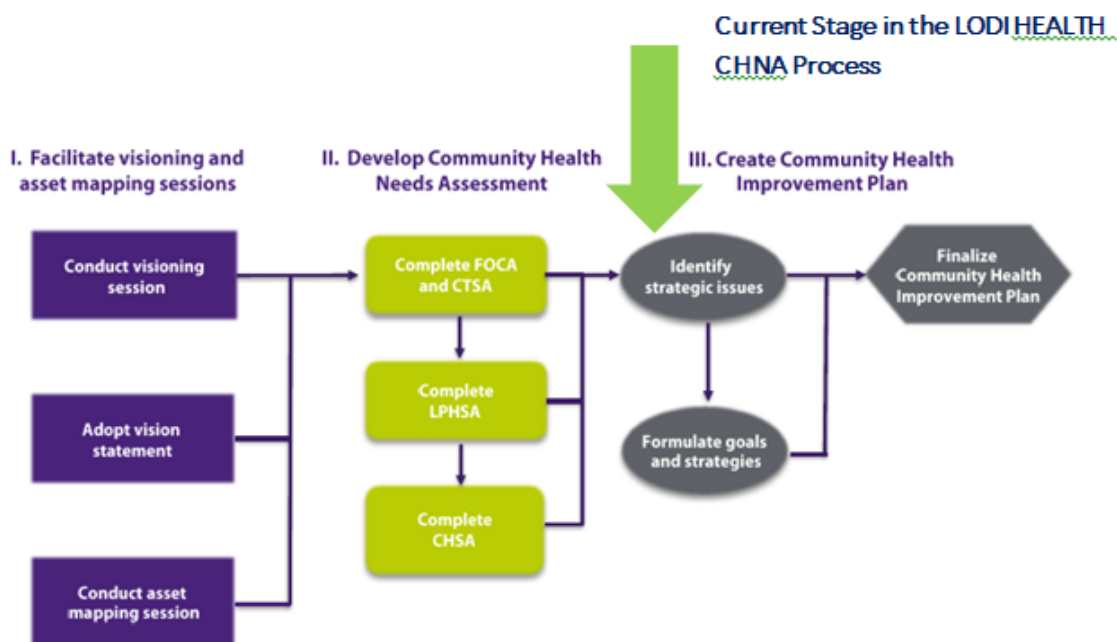 Current Stage in the LODI HEALTH
CHNA Process
I. Facilitate visioning and
asset mapping sessions
II. Develop Community Health
Needs Assessment
III. Create Community Health
Improvement Plan
Conduct visioning
session
Adopt vision
statement
Conduct asset
mapping session
Complete FOCA
and CTSA
Complete
LPHSA
Complete
CHSA
Identify
strategic issues
Formulate goals
and strategies
Finalize
Community Health
Improvement Plan